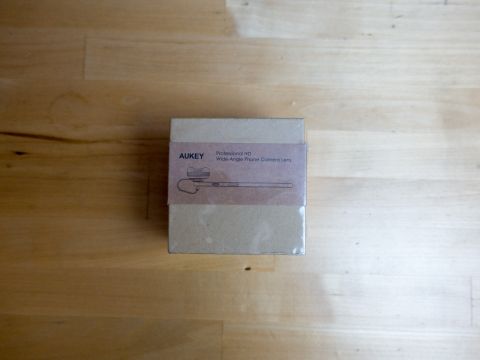 AUKEY
Professional HD
Wide-Angle Phone Camera Lens